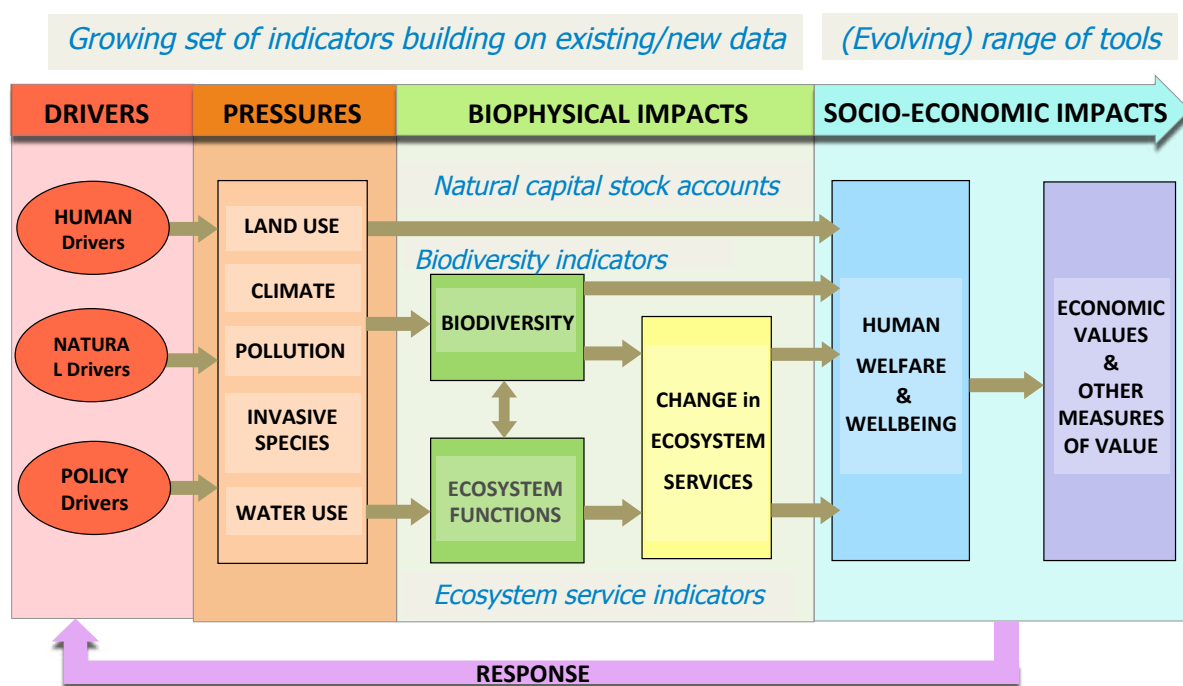 Growing set of indicators building on existing/new data
(Evolving) range of tools
DRIVERS
PRESSURES
BIOPHYSICAL IMPACTS
SOCIO-ECONOMIC IMPACTS
HUMAN
Drivers
NATURA
L Drivers
POLICY
Drivers
LAND USE
CLIMATE
POLLUTION
INVASIVE
SPECIES
WATER USE
Natural capital stock accounts
Biodiversity indicators
BIODIVERSITY
ECOSYSTEM
FUNCTIONS
CHANGE in
ECOSYSTEM
SERVICES
Ecosystem service indicators
HUMAN
WELFARE
&
WELLBEING
ECONOMIC
VALUES
&
OTHER
MEASURES
OF VALUE
RESPONSE